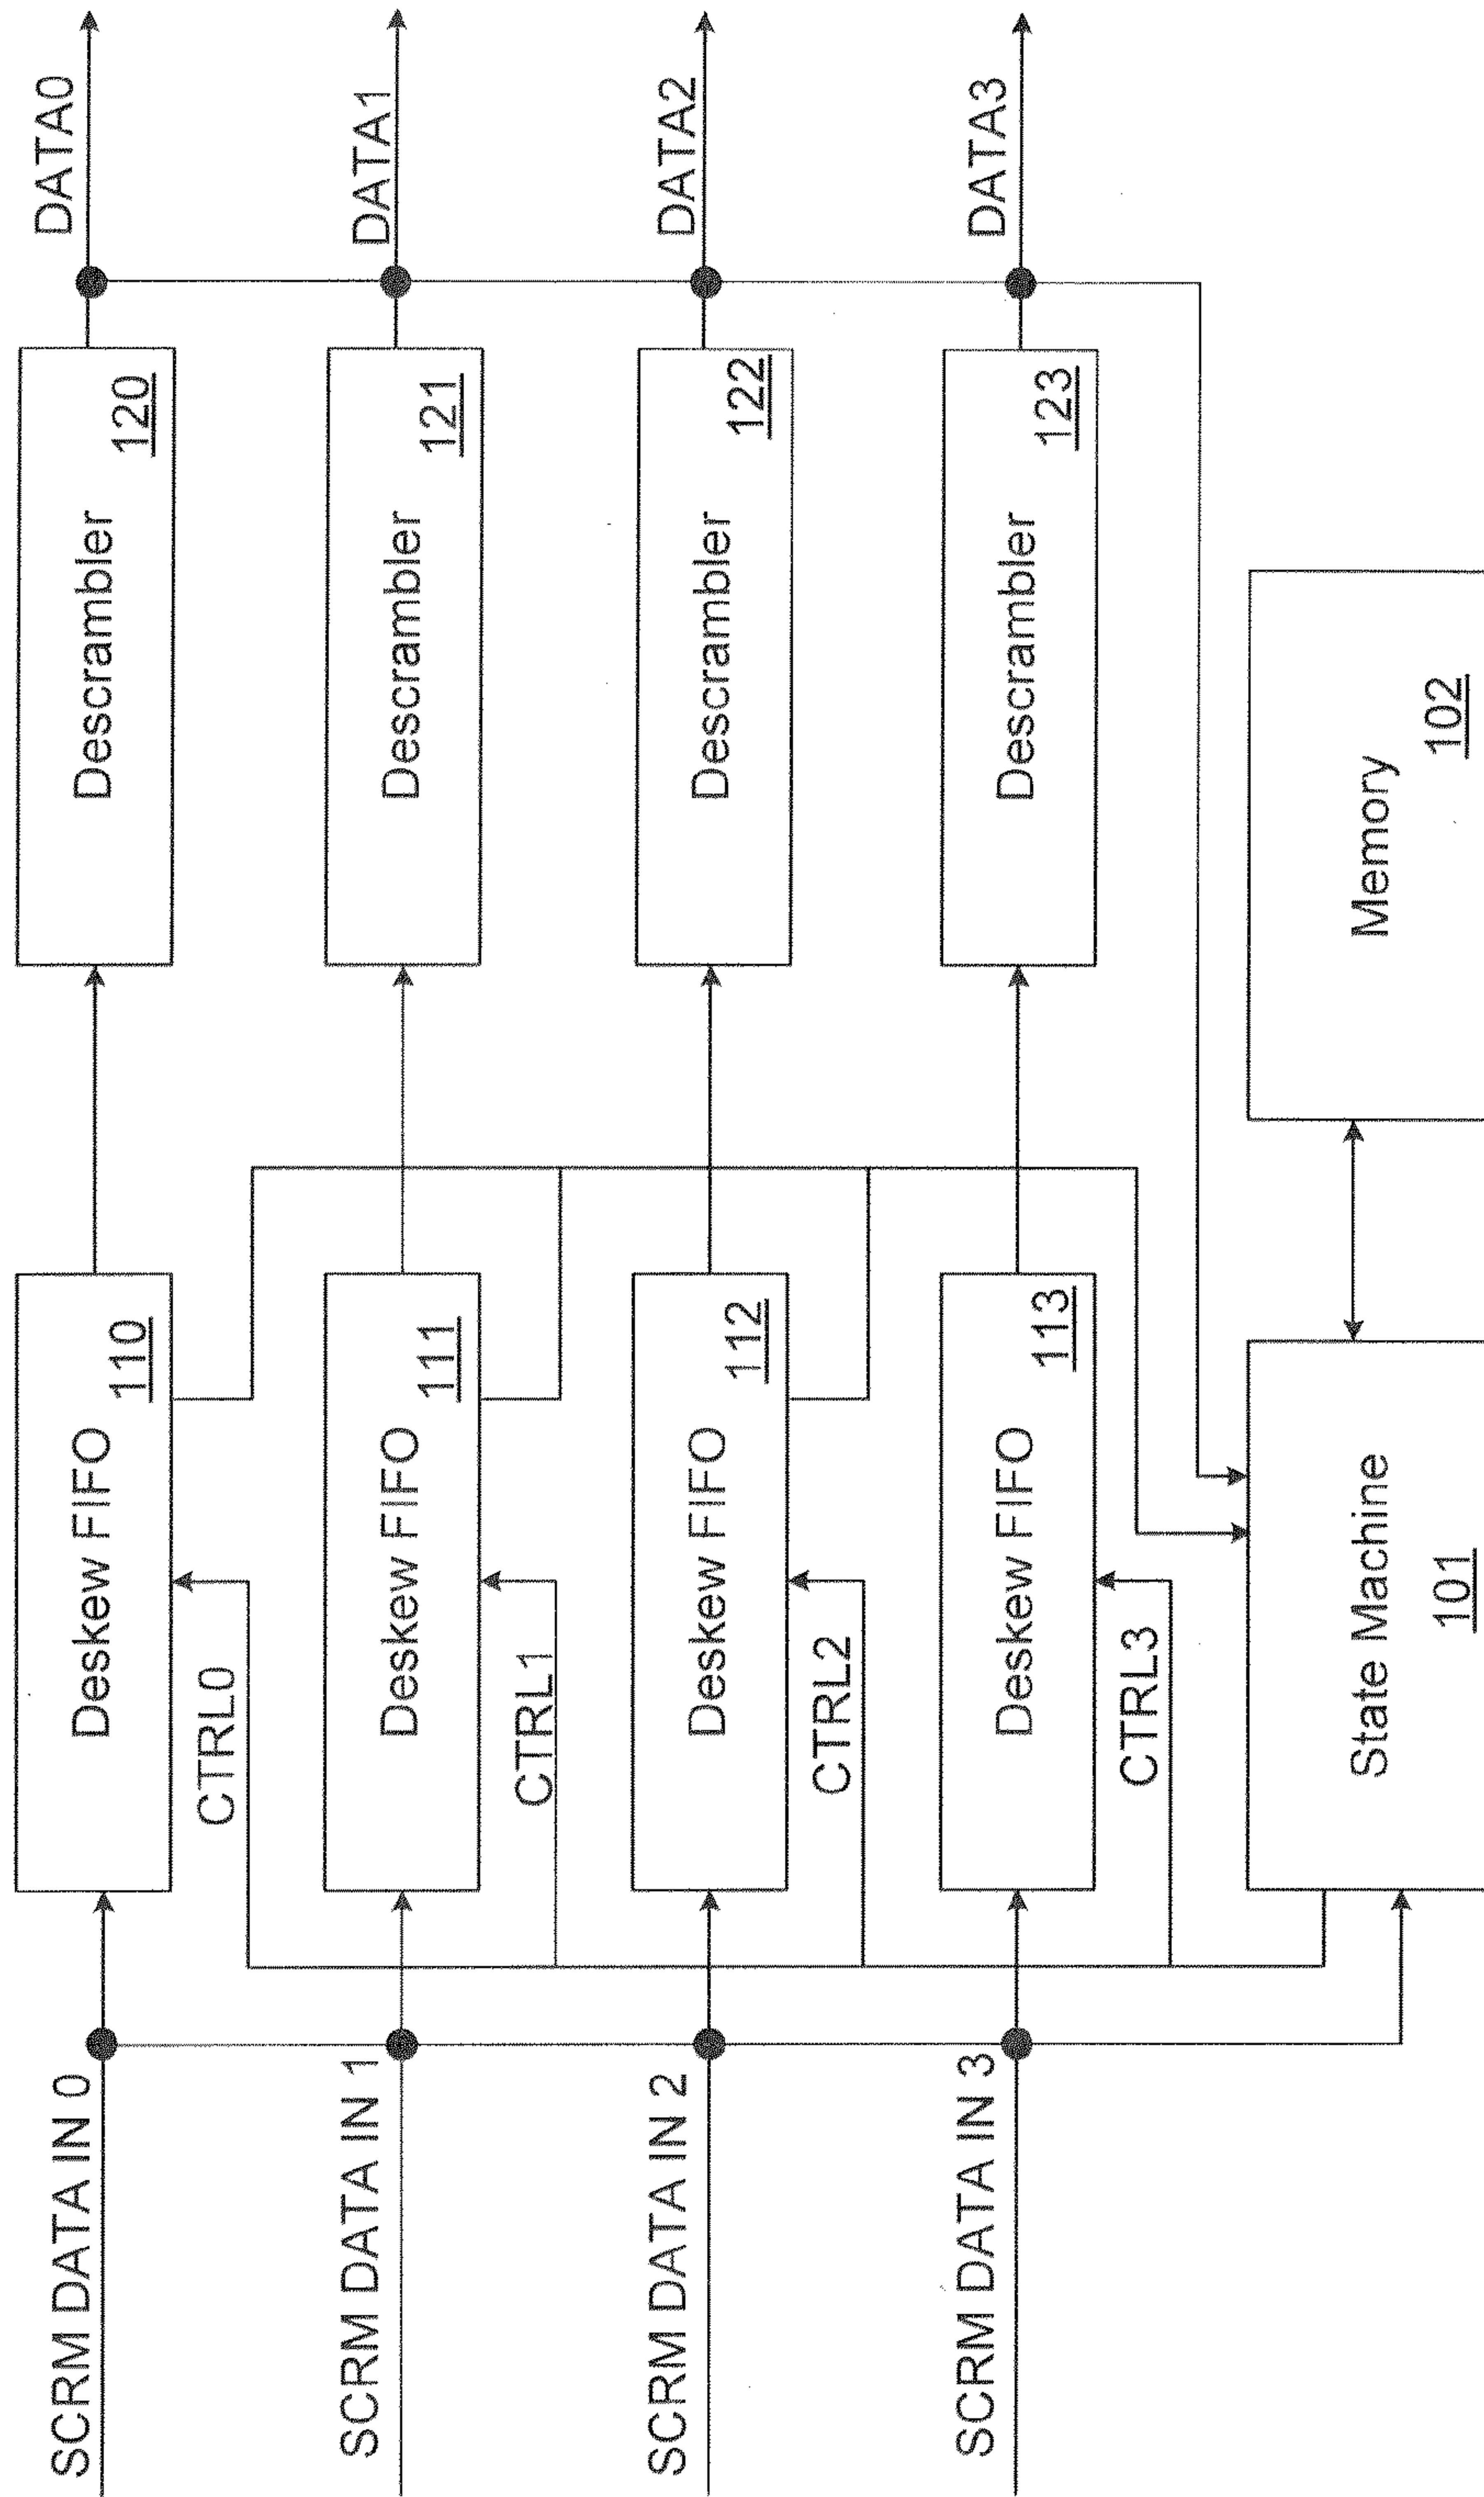 SCRM DATA IN 0
CTRL0
Deskew FIFO
110
Descrambler
120
DATA0
SCRM DATA IN 1
CTRL1
Deskew FIFO
111
Descrambler
121
DATA1
SCRM DATA IN 2
CTRL2
Deskew FIFO
112
Descrambler
122
DATA2
SCRM DATA IN 3
CTRL3
Deskew FIFO
113
Descrambler
123
DATA3
State Machine
101
Memory
102